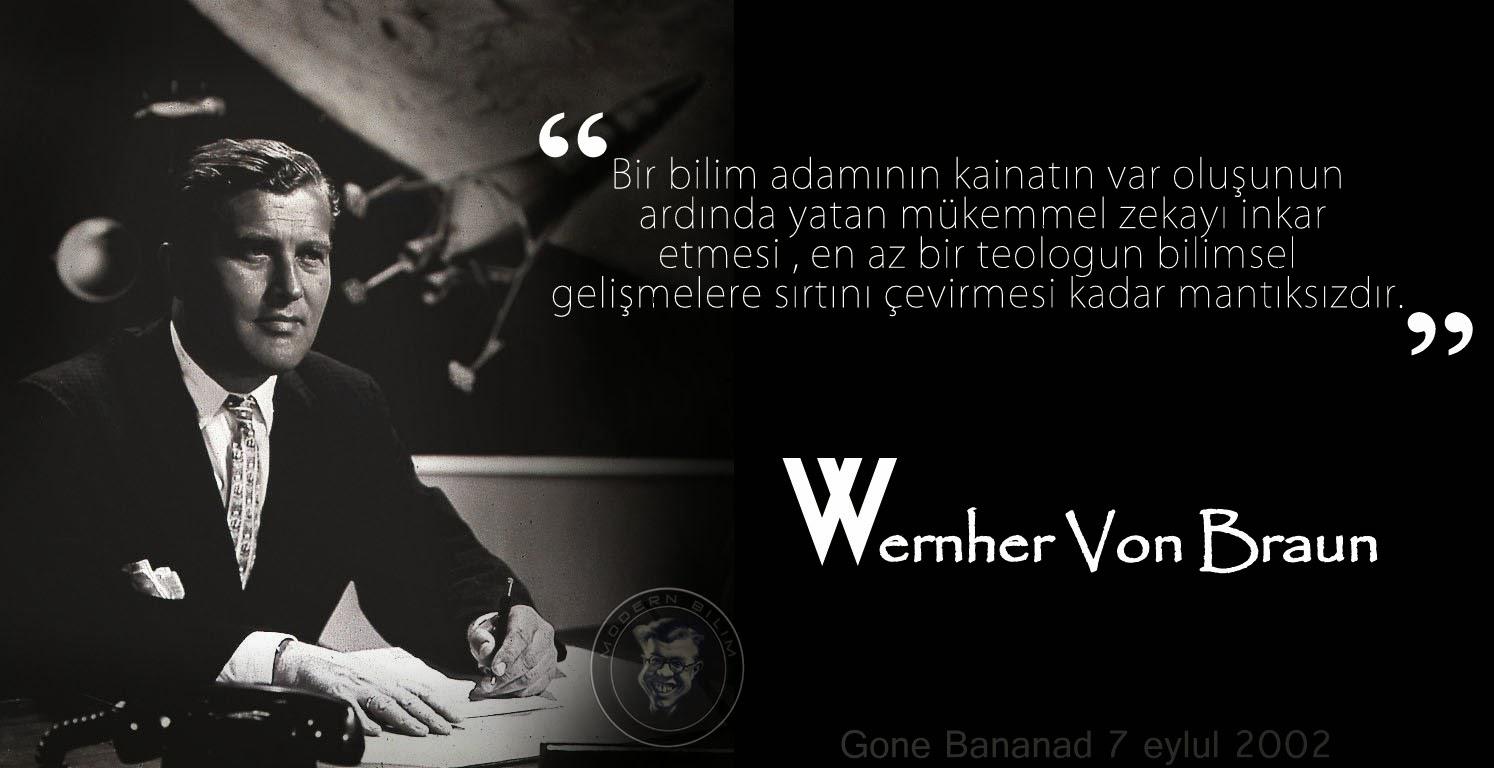 “
Bir bilim adamının kainatın var oluşunun
ardında yatan mükemmel zekayı inkar
etmesi , en az bir teologun bilimsel
gelişmelere sırtını çevirmesi kadar mantıksızdır.
”
Wernher Von Braun
MODERN BILIM
Gone Bananad 7 eylul 2002